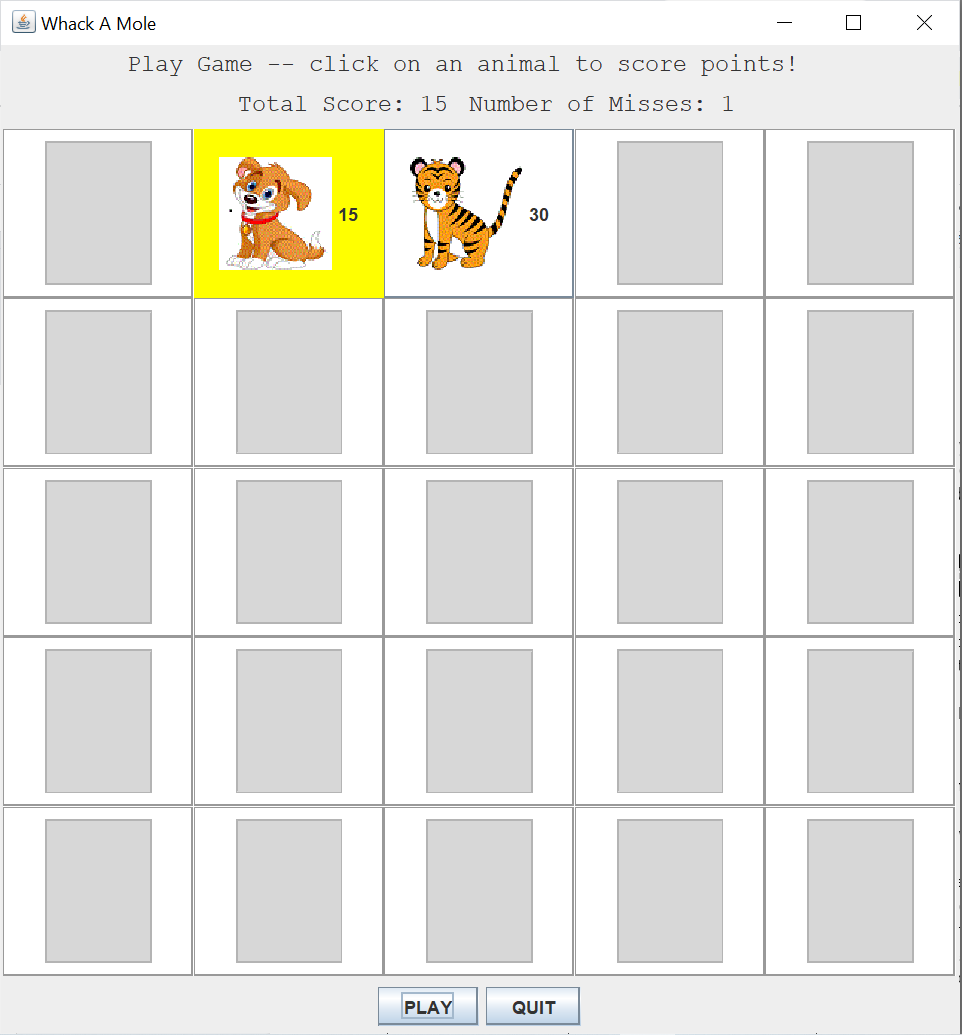 Whack A Mole
Play Game -- click on an animal to score points!
Total Score: 15 Number of Misses: 1
15
30
PLAY
QUIT